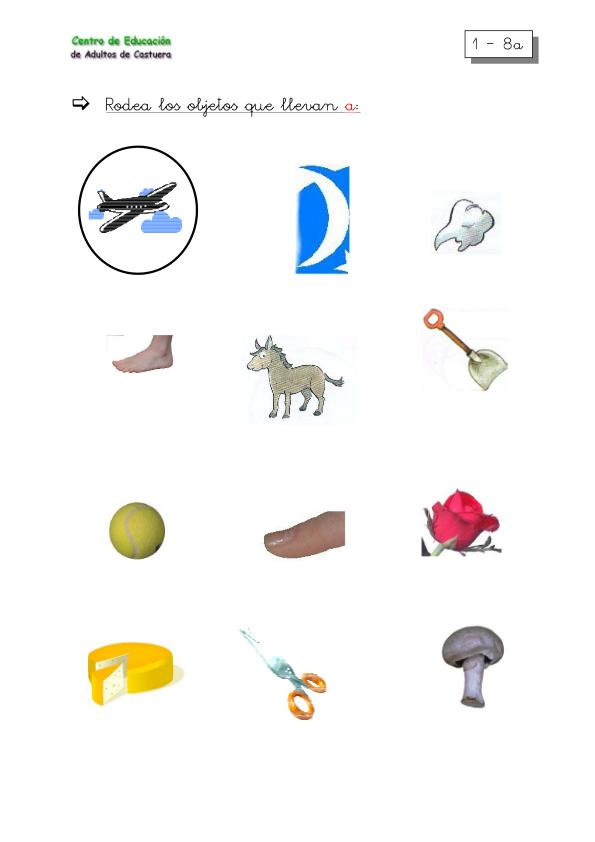 Centro de Educación
de Adultos de Castuera
1 - 8a
Rodea los objetos que llevan a: